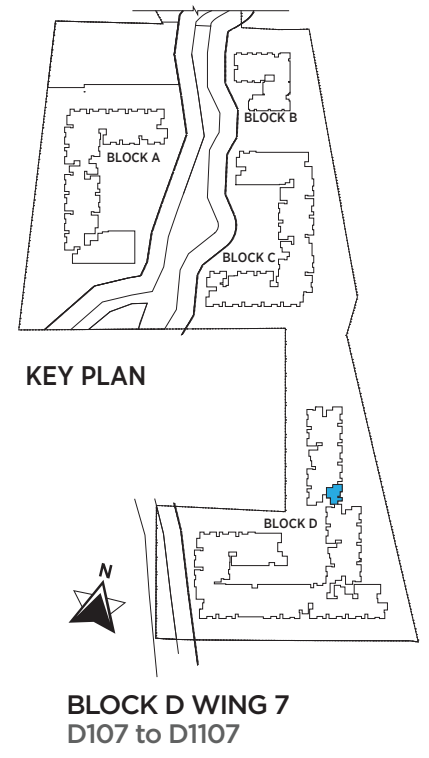 BLOCK B
BLOCK A
BLOCK C
KEY PLAN
BLOCK D
N
BLOCK D WING 7
D107 to D1107